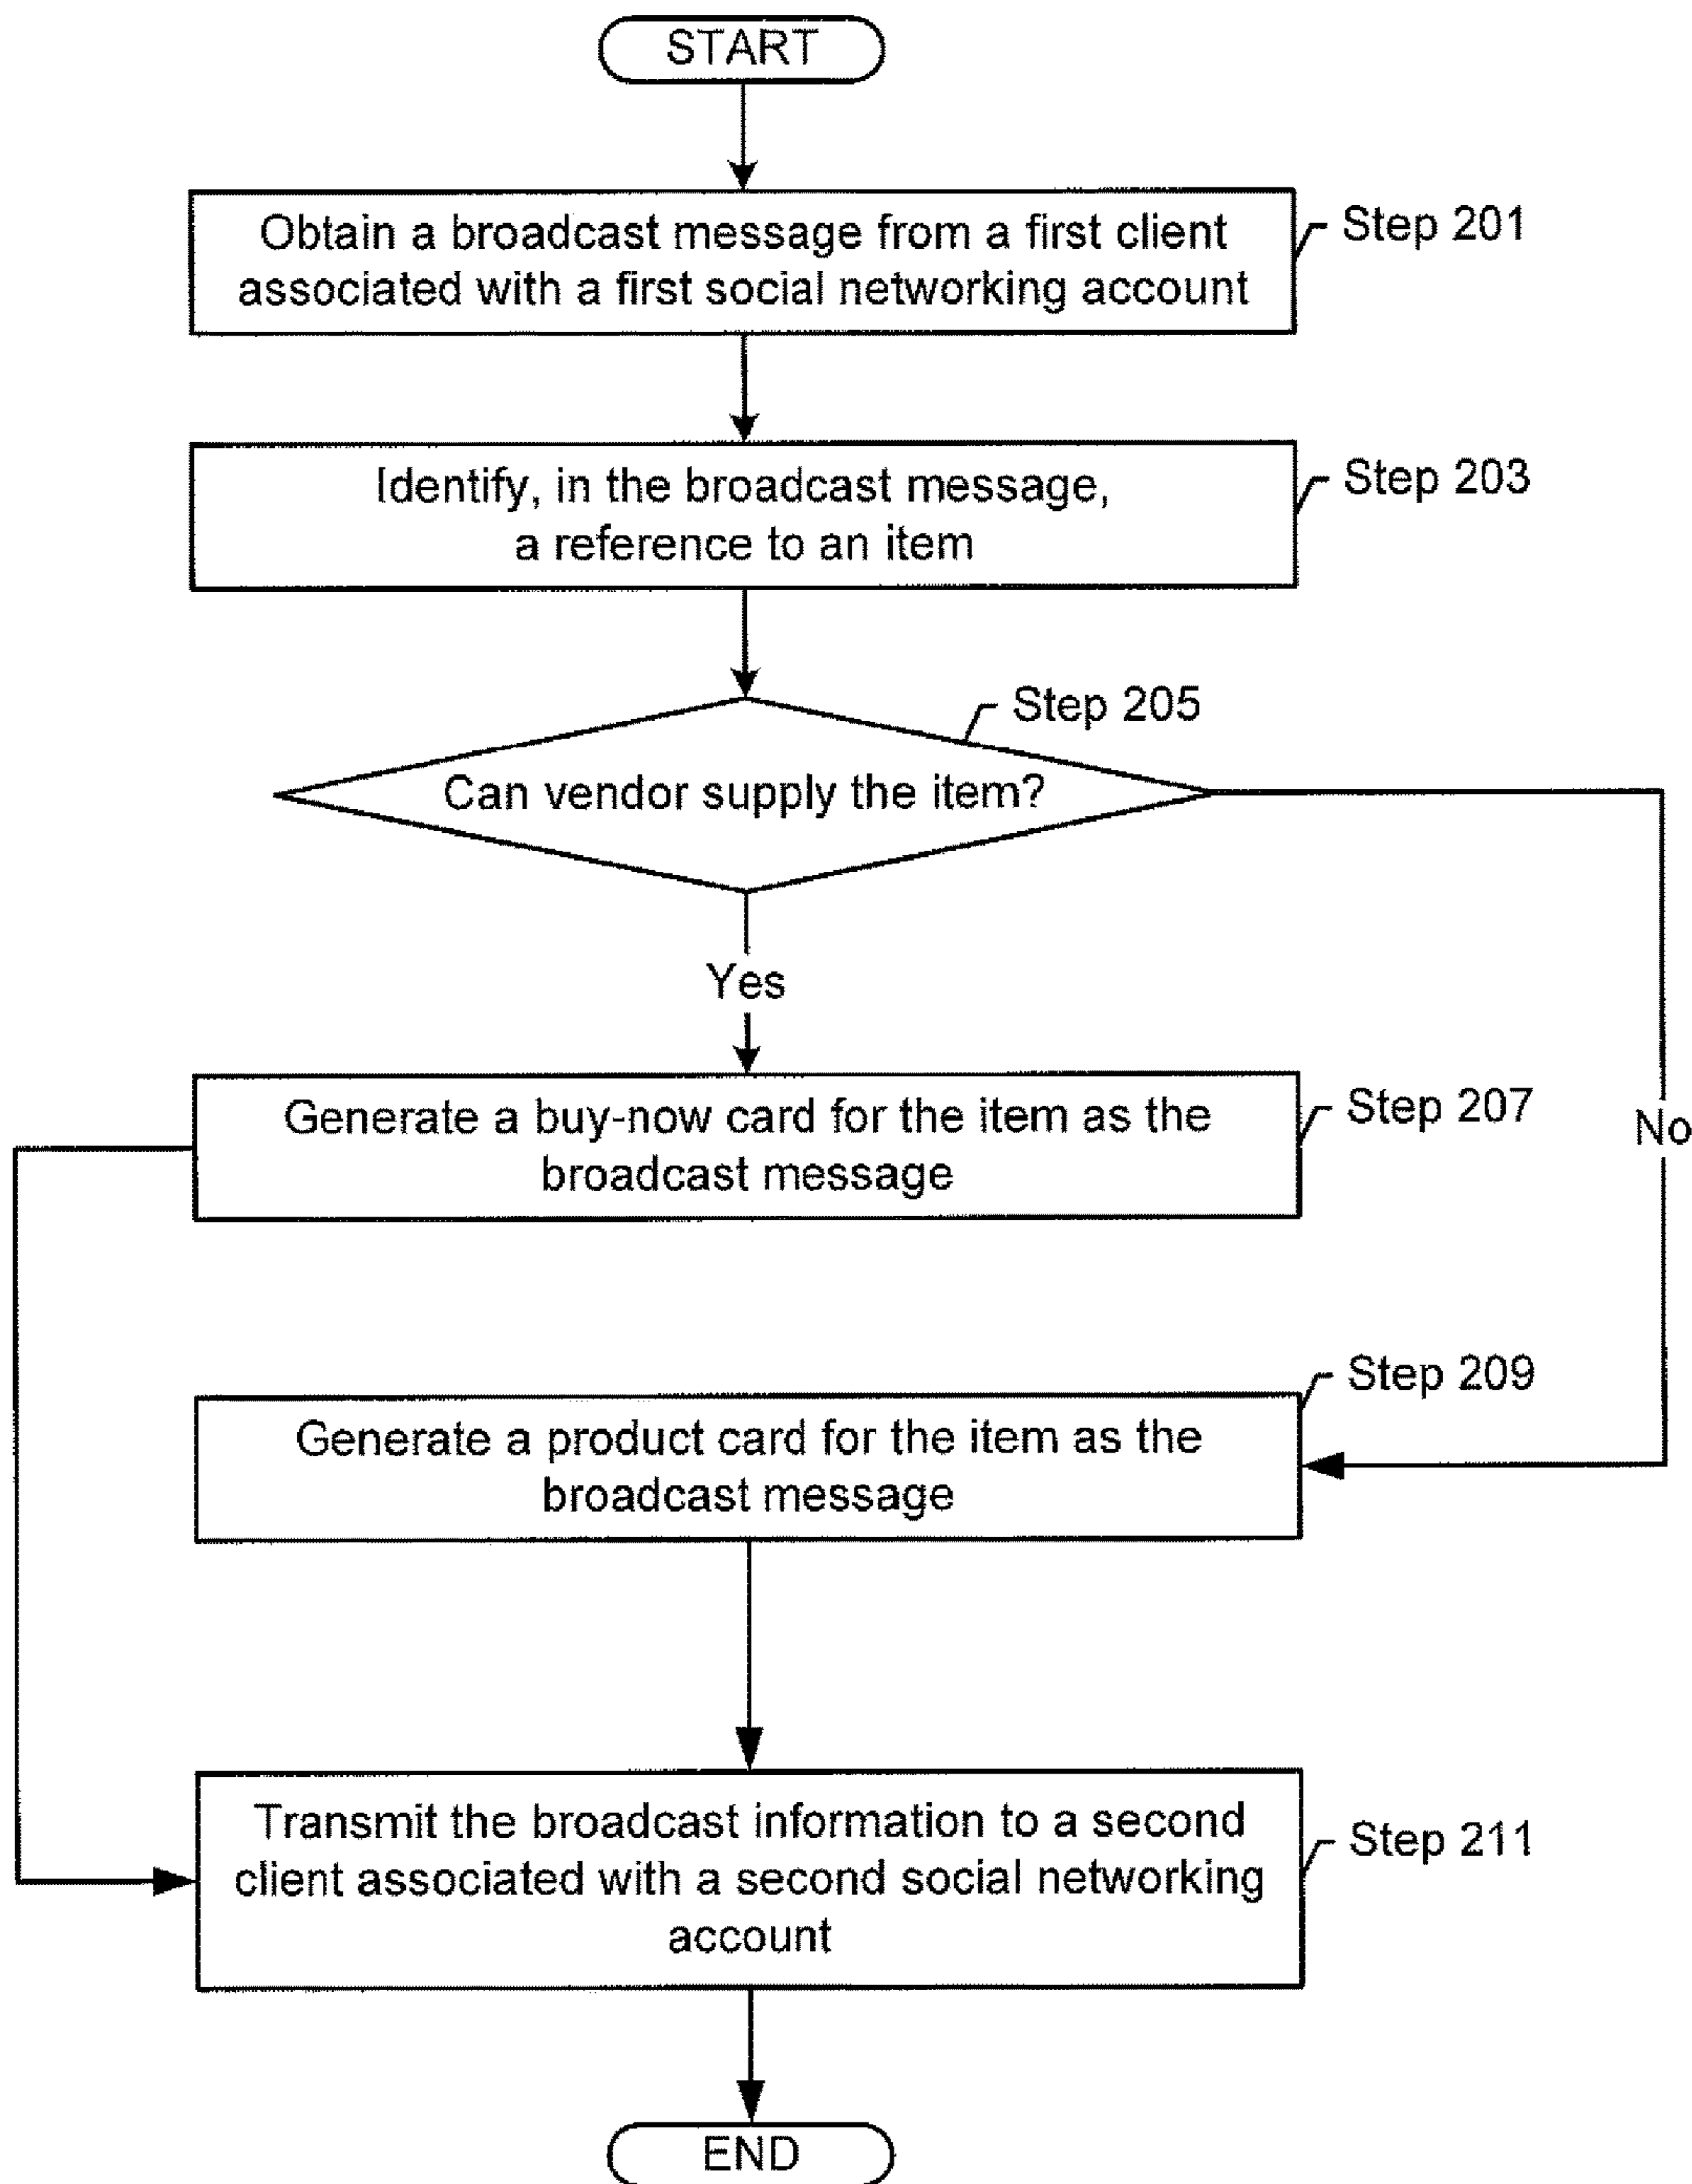 START
Obtain a broadcast message from a first client
associated with a first social networking account
Step 201
Identify, in the broadcast message,
a reference to an item
Step 203
Step 205
Can vendor supply the item?
Yes
No
Generate a buy-now card for the item as the
broadcast message
Step 207
Step 209
Generate a product card for the item as the
broadcast message
Transmit the broadcast information to a second
client associated with a second social networking
account
Step 211
END